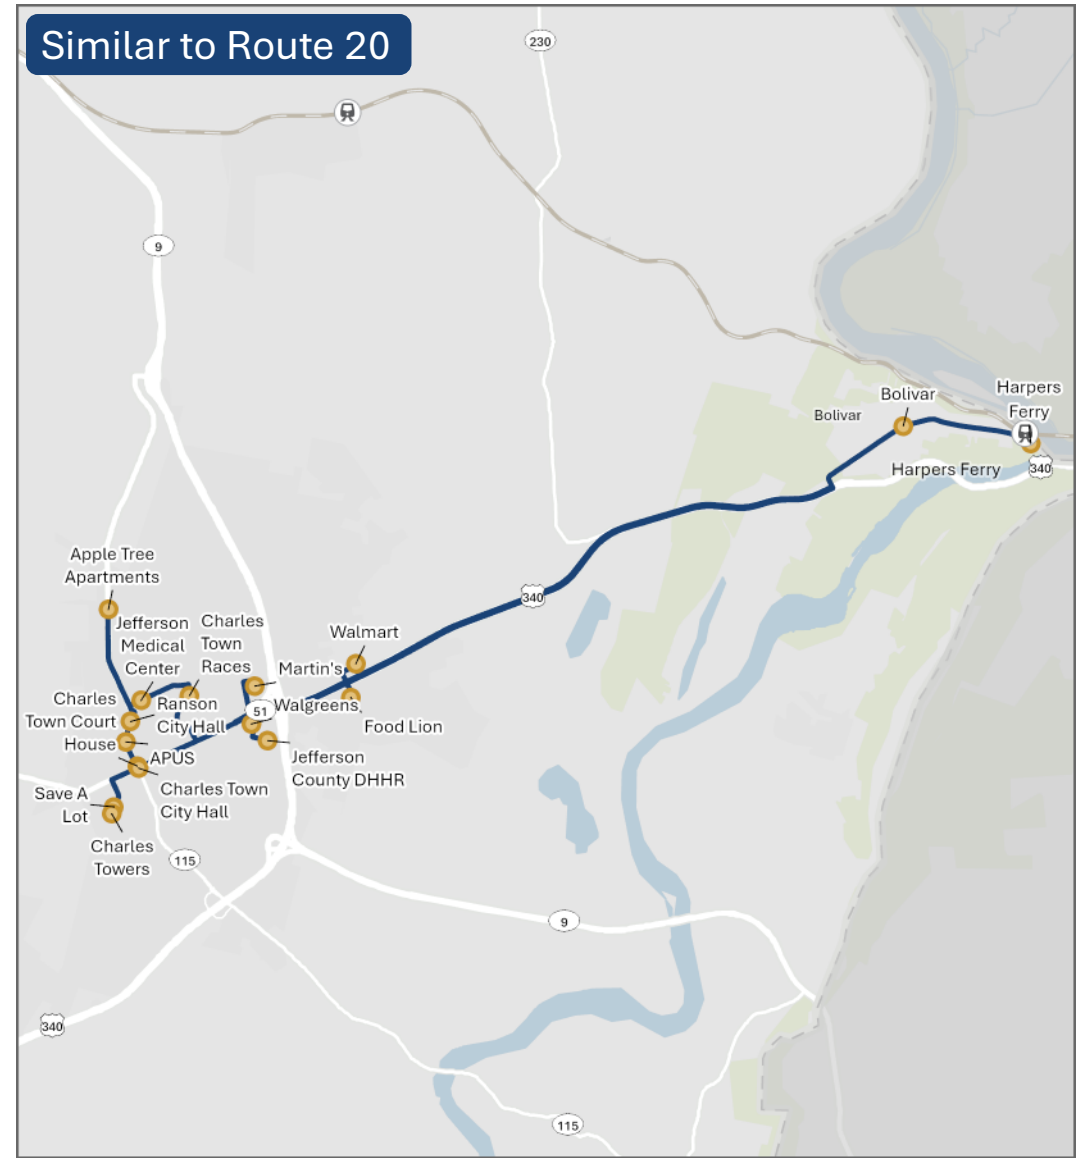 Similar to Route 20
230
9
Bolivar
Harpers
Ferry
Bolivar
Harpers Ferry
340
340
Apple Tree
Apartments
Jefferson
Medical
Center
Charles
Town
Races
Walmart
Martin's
Charles
Town Court
House
Ranson
City Hall
51
Walgreens
Food Lion
APUS
Jefferson
County DHHR
Save A
Lot
Charles Town
City Hall
Charles
Towers
115
9
340
115